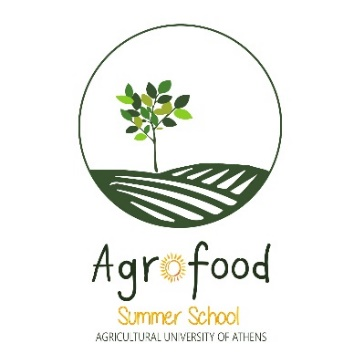 Agrofood
Summer School
AGRICULTURAL UNIVERSITY OF ATHENS